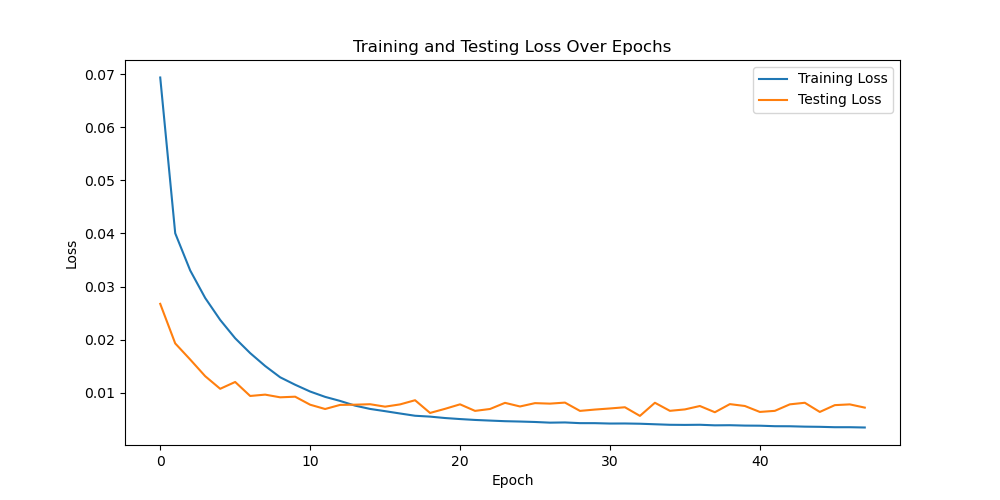 Training and Testing Loss Over Epochs
Training Loss
Testing Loss
0.07
0.06
0.05
0.04
0.03
0.02
0.01
Loss
0 10 20 30 40
Epoch